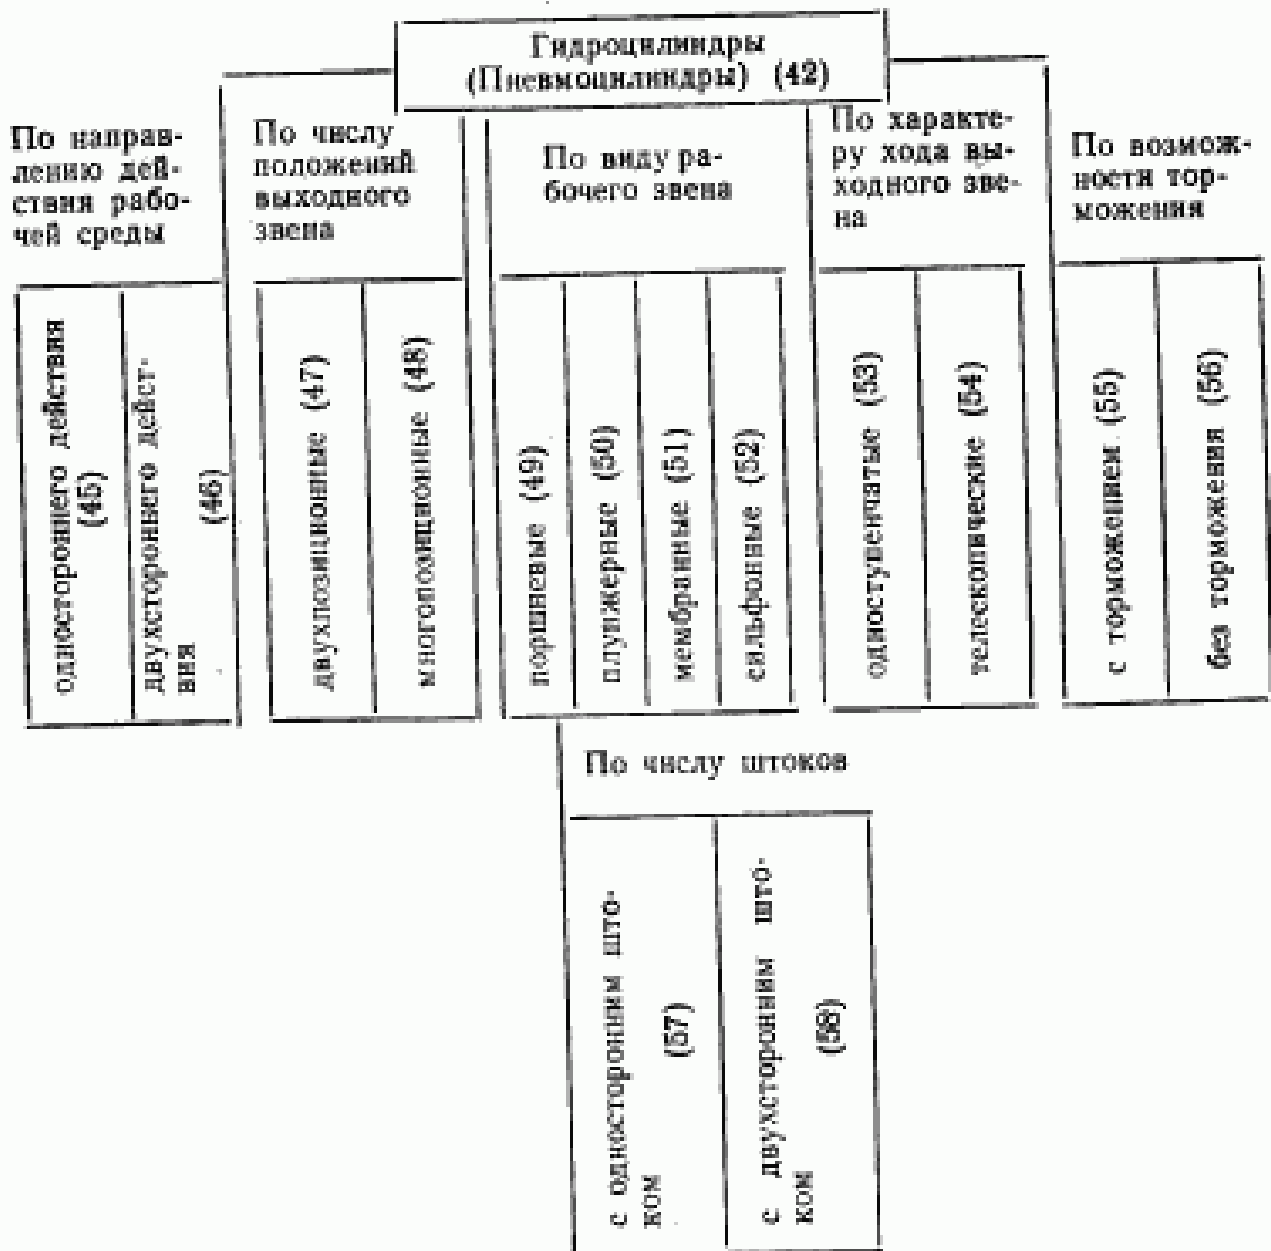 Гидроцилиндры
(Пневмоцилиндры) (42)
По направ-
лению дей-
ствия рабо-
чей среды
По числу
положений
выходного
звена
По виду ра-
бочего звена
По характе-
ру хода вы-
ходного зве-
на
По возмож-
ности тор-
можения
одностороннего действия
(45)
двухстороннего дейст-
вия (46)
двухпозиционные (47)
многопозиционные (48)
поршневые (49)
плунжерные (50)
мембранные (51)
сильфонные (52)
одноступенчатые (53)
телескопические (54)
с торможением (55)
без торможения (56)
По числу штоков
с односторонним што-
ком (57)
с двухсторонним што-
ком (58)